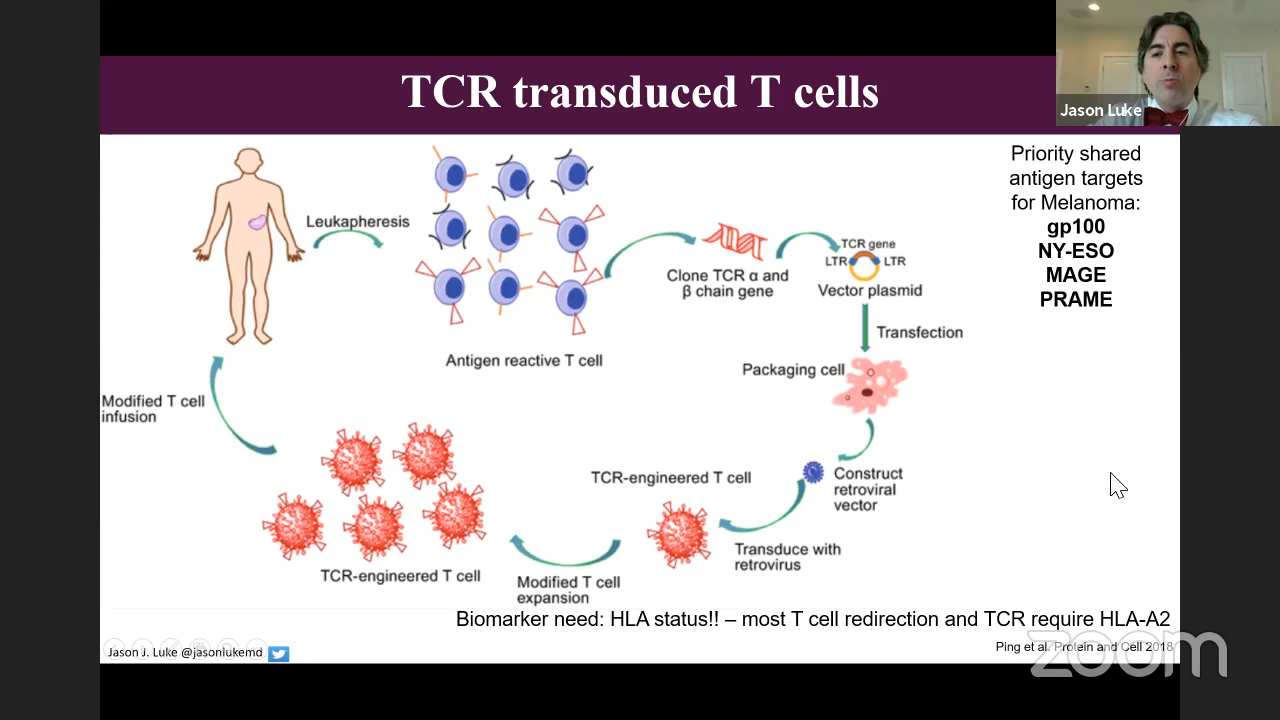 TCR transduced T cells
Jason Luke
Priority shared
antigen targets
for Melanoma:
gp100
NY-ESO
MAGE
PRAME
Leukapheresis
Antigen reactive T cell
Clone TCR α and
β chain gene
TCR gene
LTR
LTR
Vector plasmid
Transfection
Packaging cell
Construct
retroviral
vector
Transduce with
retrovirus
TCR-engineered T cell
Modified T cell
expansion
TCR-engineered T cell
Modified T cell
infusion
Biomarker need: HLA status!! – most T cell redirection and TCR require HLA-A2
Jason J. Luke @jasonlukemd
Ping et al. Protein and Cell 2018
zoom